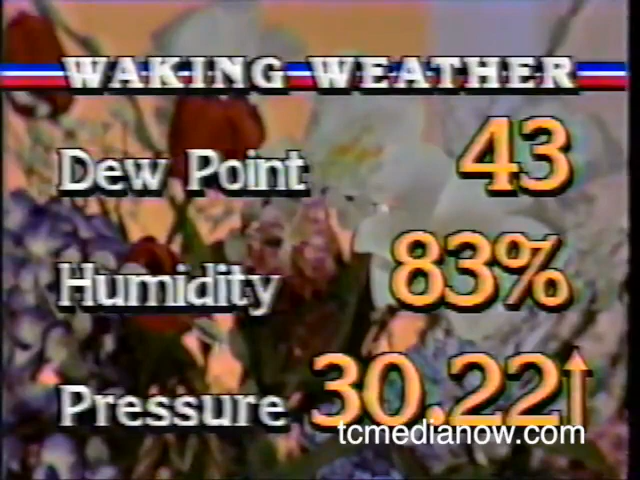 WAKING WEATHER
Dew Point 43
Humidity 83%
Pressure 30.22↑
tcmedianow.com